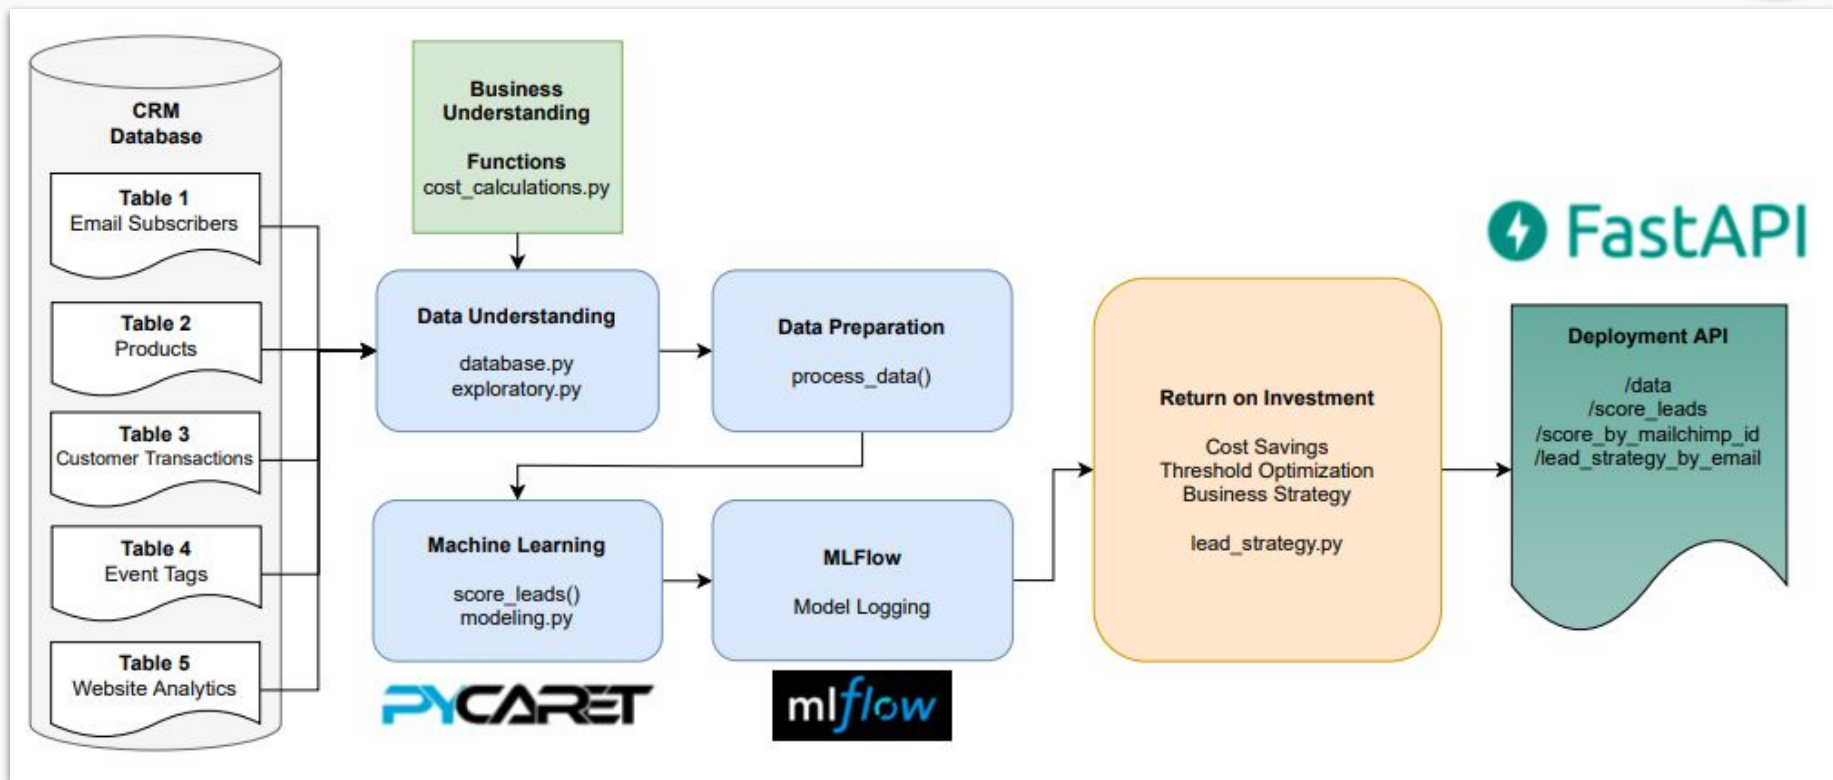 CRM
Database
Table 1
Email Subscribers
Table 2
Products
Table 3
Customer Transactions
Table 4
Event Tags
Table 5
Website Analytics
Business
Understanding
Functions
cost_calculations.py
Data Understanding
database.py
exploratory.py
Data Preparation
process_data()
Machine Learning
score_leads()
modeling.py
PYCARET
MLFlow
Model Logging
mlflow
Return on Investment
Cost Savings
Threshold Optimization
Business Strategy
lead_strategy.py
FastAPI
Deployment API
/data
/score_leads
/score_by_mailchimp_id
/lead_strategy_by_email